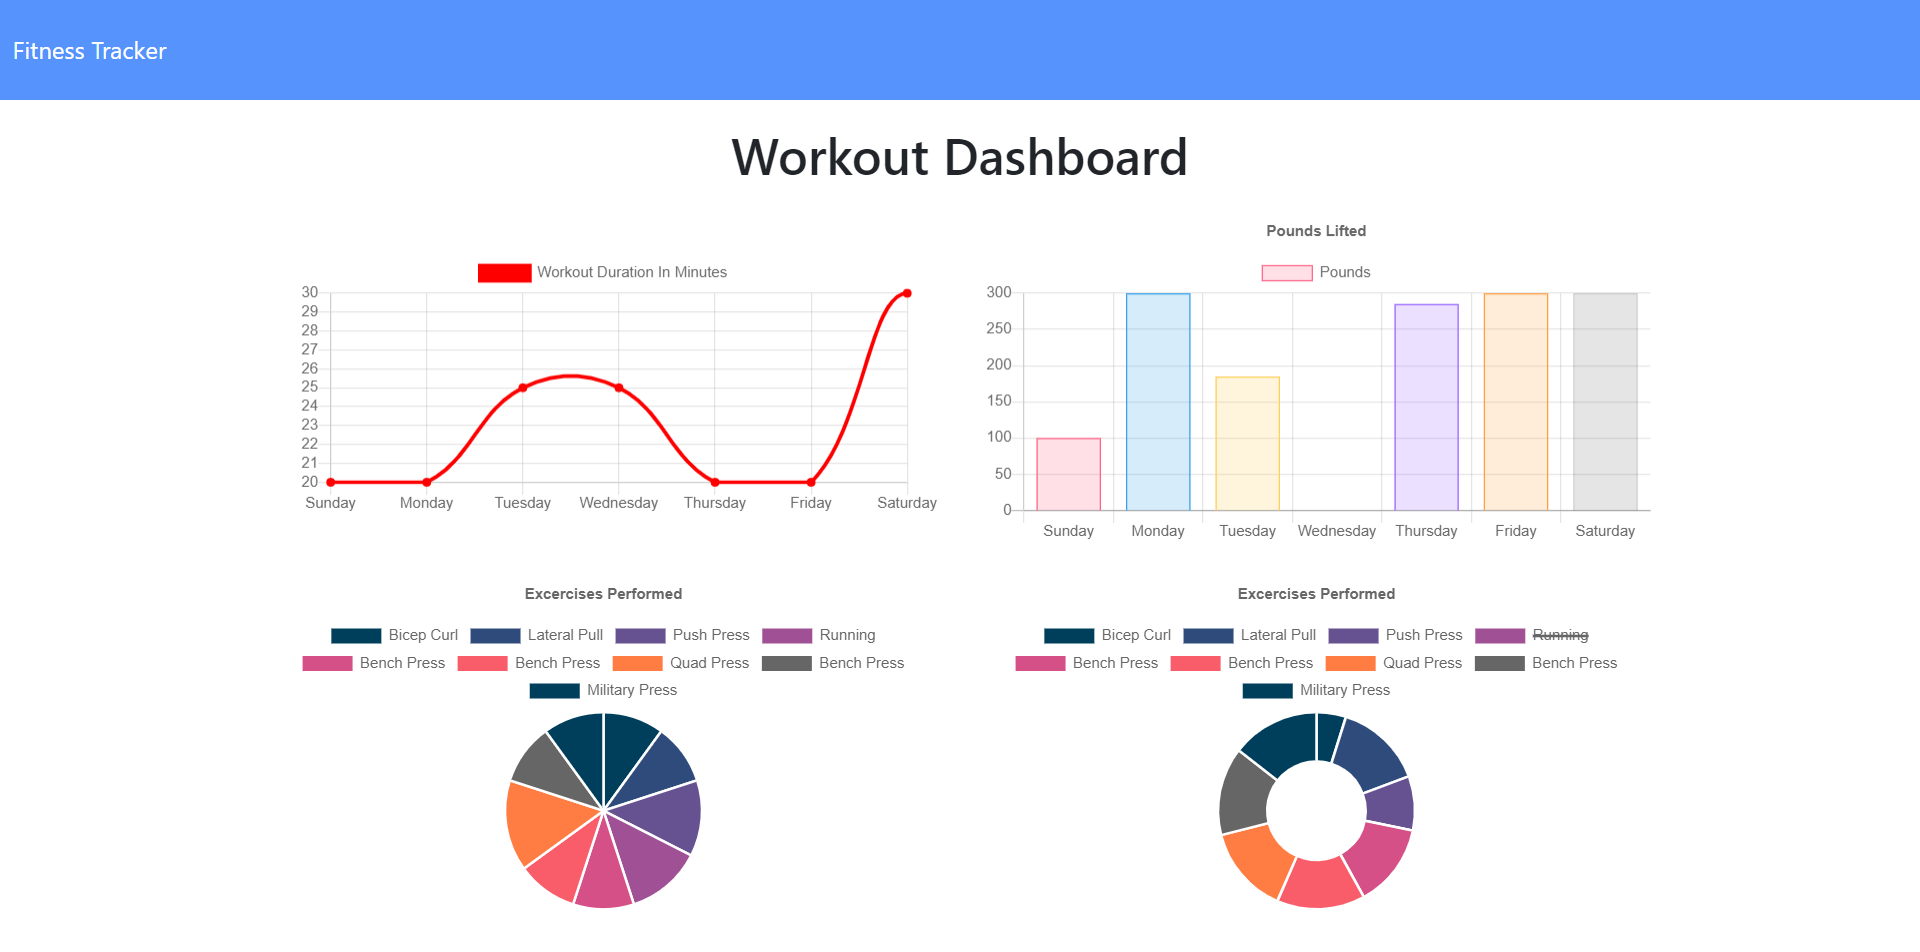 Fitness Tracker
Workout Dashboard
Workout Duration In Minutes
30
29
28
27
26
25
24
23
22
21
20
Sunday Monday Tuesday Wednesday Thursday Friday Saturday
Pounds Lifted
Pounds
300
250
200
150
100
50
0
Sunday Monday Tuesday Wednesday Thursday Friday Saturday
Excercises Performed
Bicep Curl Lateral Pull Push Press Running
Bench Press Bench Press Quad Press Bench Press
Military Press
Excercises Performed
Bicep Curl Lateral Pull Push Press Running
Bench Press Bench Press Quad Press Bench Press
Military Press